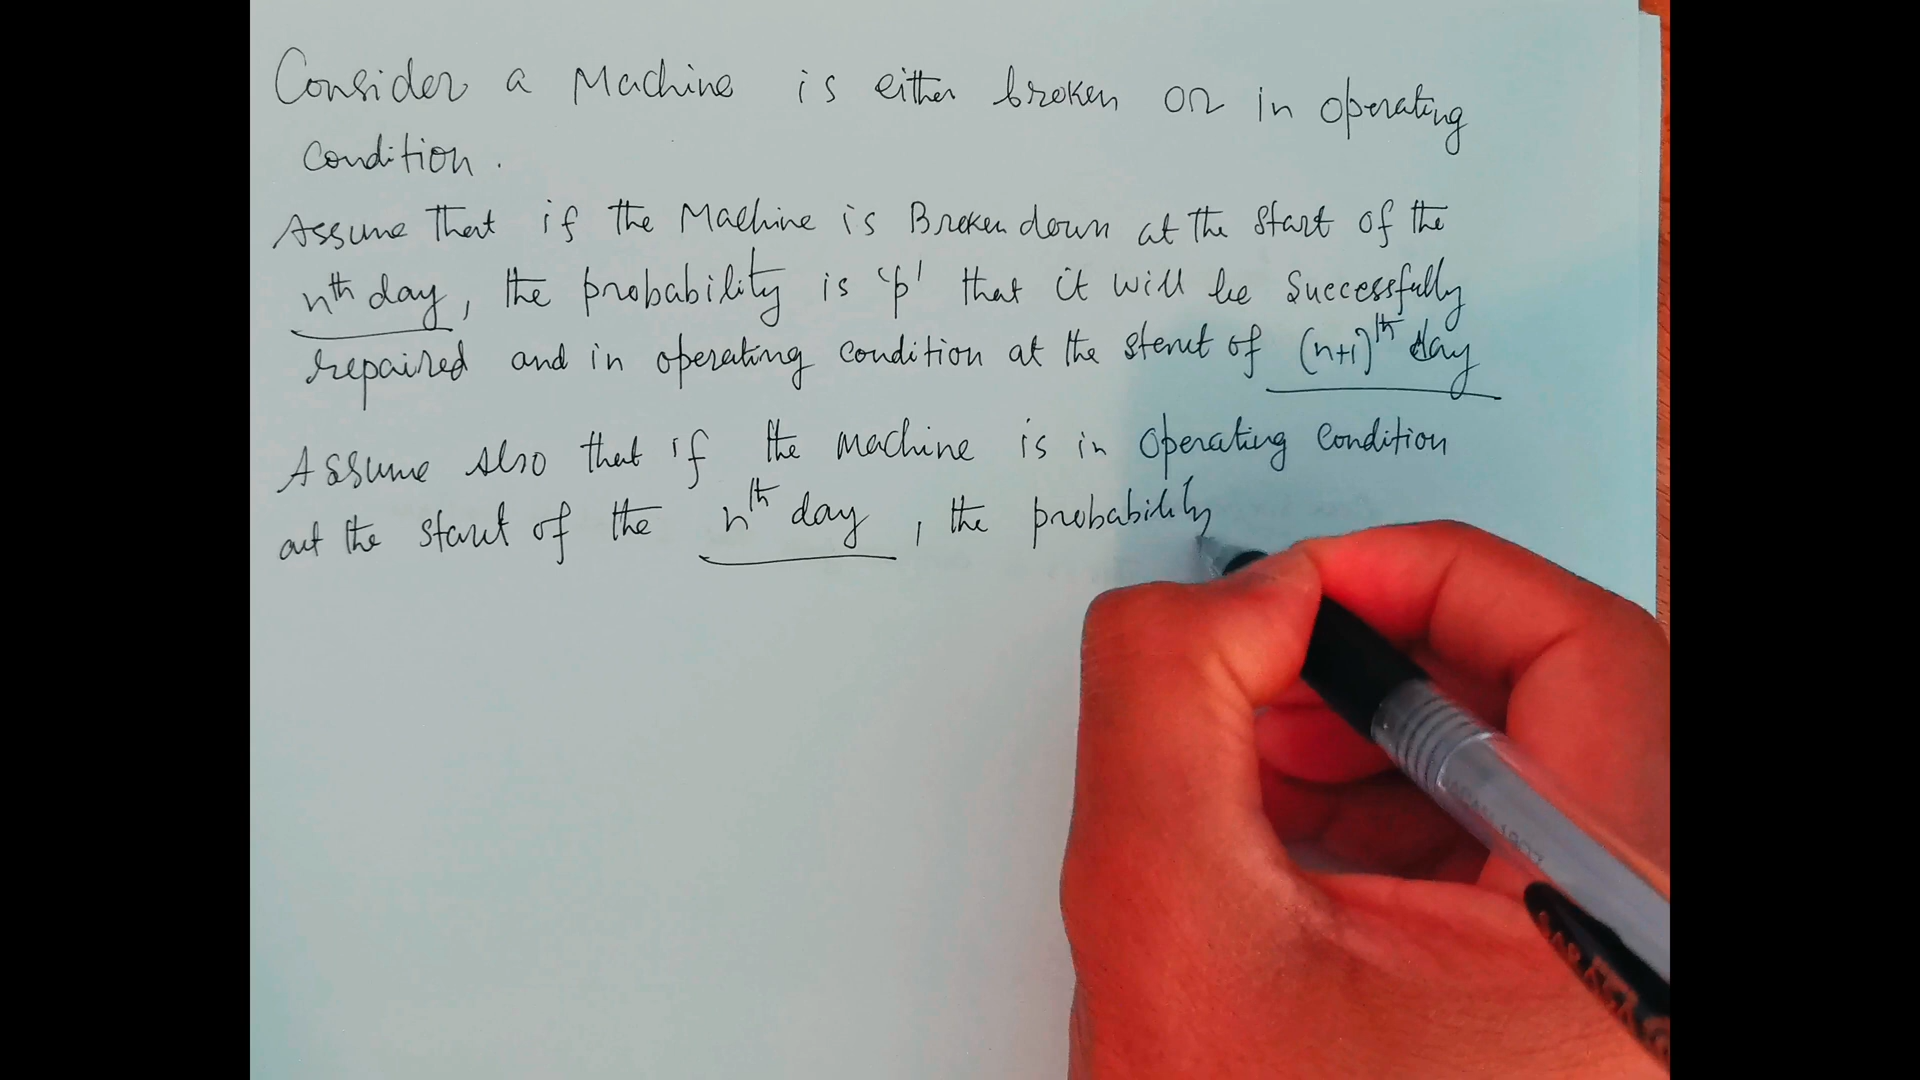 Consider a Machine is either broken or in operating
condition.
Assume that if the Machine is Broken down at the start of the
nth day, the probability is 'p' that it will be successfully
repaired and in operating condition at the start of (n+1)th day
Assume also that if the machine is in operating condition
at the start of the nth day, the probability